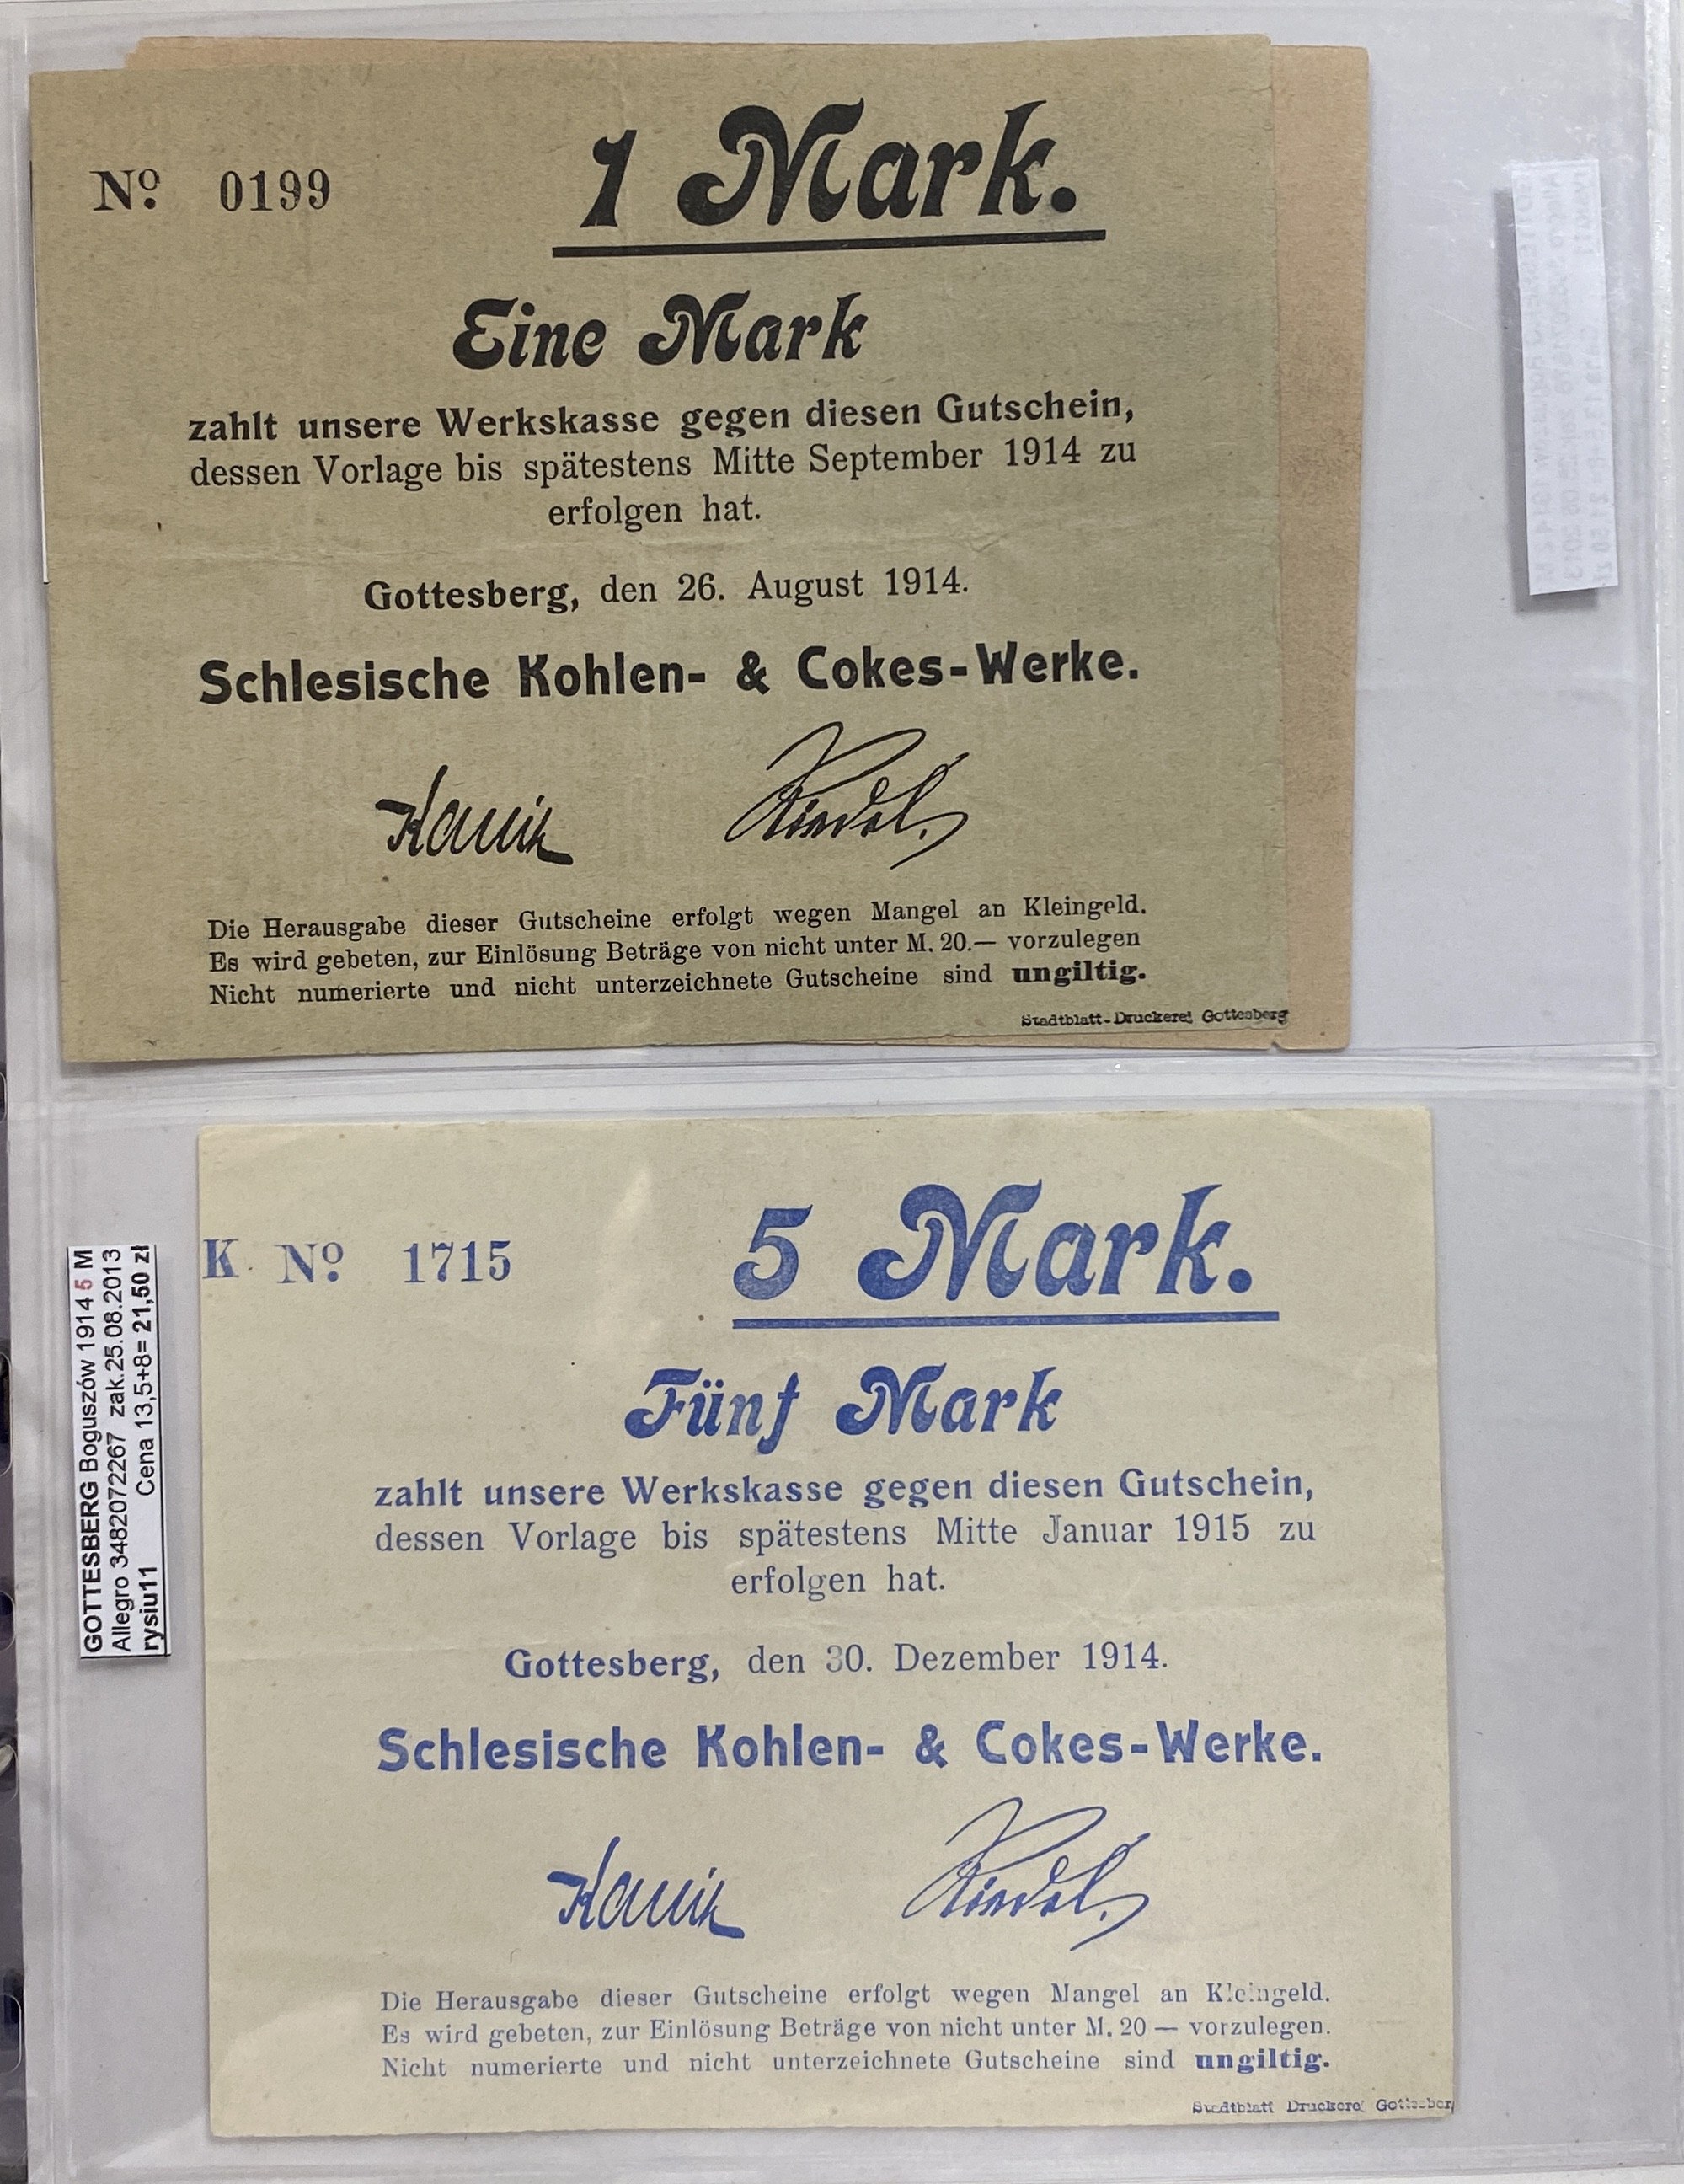 1 Mark.
Nº 0199
Eine Mark
zahlt unsere Werkskasse gegen diesen Gutschein,
dessen Vorlage bis spätestens Mitte September 1914 zu
erfolgen hat.
Gottesberg, den 26. August 1914.
Schlesische Kohlen- & Cokes-Werke.
Riedel.
Die Herausgabe dieser Gutscheine erfolgt wegen Mangel an Kleingeld.
Es wird gebeten, zur Einlösung Beträge von nicht unter M. 20.— vorzulegen
Nicht numerierte und nicht unterzeichnete Gutscheine sind ungiltig.
Stadtblatt-Druckerei Gottesberg
GOTTESBERG Boguszów 1914 5 M
Allegro 3482072267 zak.25.08.2013
rysiu11 Cena 13,5+8= 21,50 zł
K Nº 1715
5 Mark.
Fünf Mark
zahlt unsere Werkskasse gegen diesen Gutschein,
dessen Vorlage bis spätestens Mitte Januar 1915 zu
erfolgen hat.
Gottesberg, den 30. Dezember 1914.
Schlesische Kohlen- & Cokes-Werke.
Riedel.
Die Herausgabe dieser Gutscheine erfolgt wegen Mangel an Kleingeld.
Es wird gebeten, zur Einlösung Beträge von nicht unter M. 20 — vorzulegen.
Nicht numerierte und nicht unterzeichnete Gutscheine sind ungiltig.
Stadtblatt Druckerei Gottesber